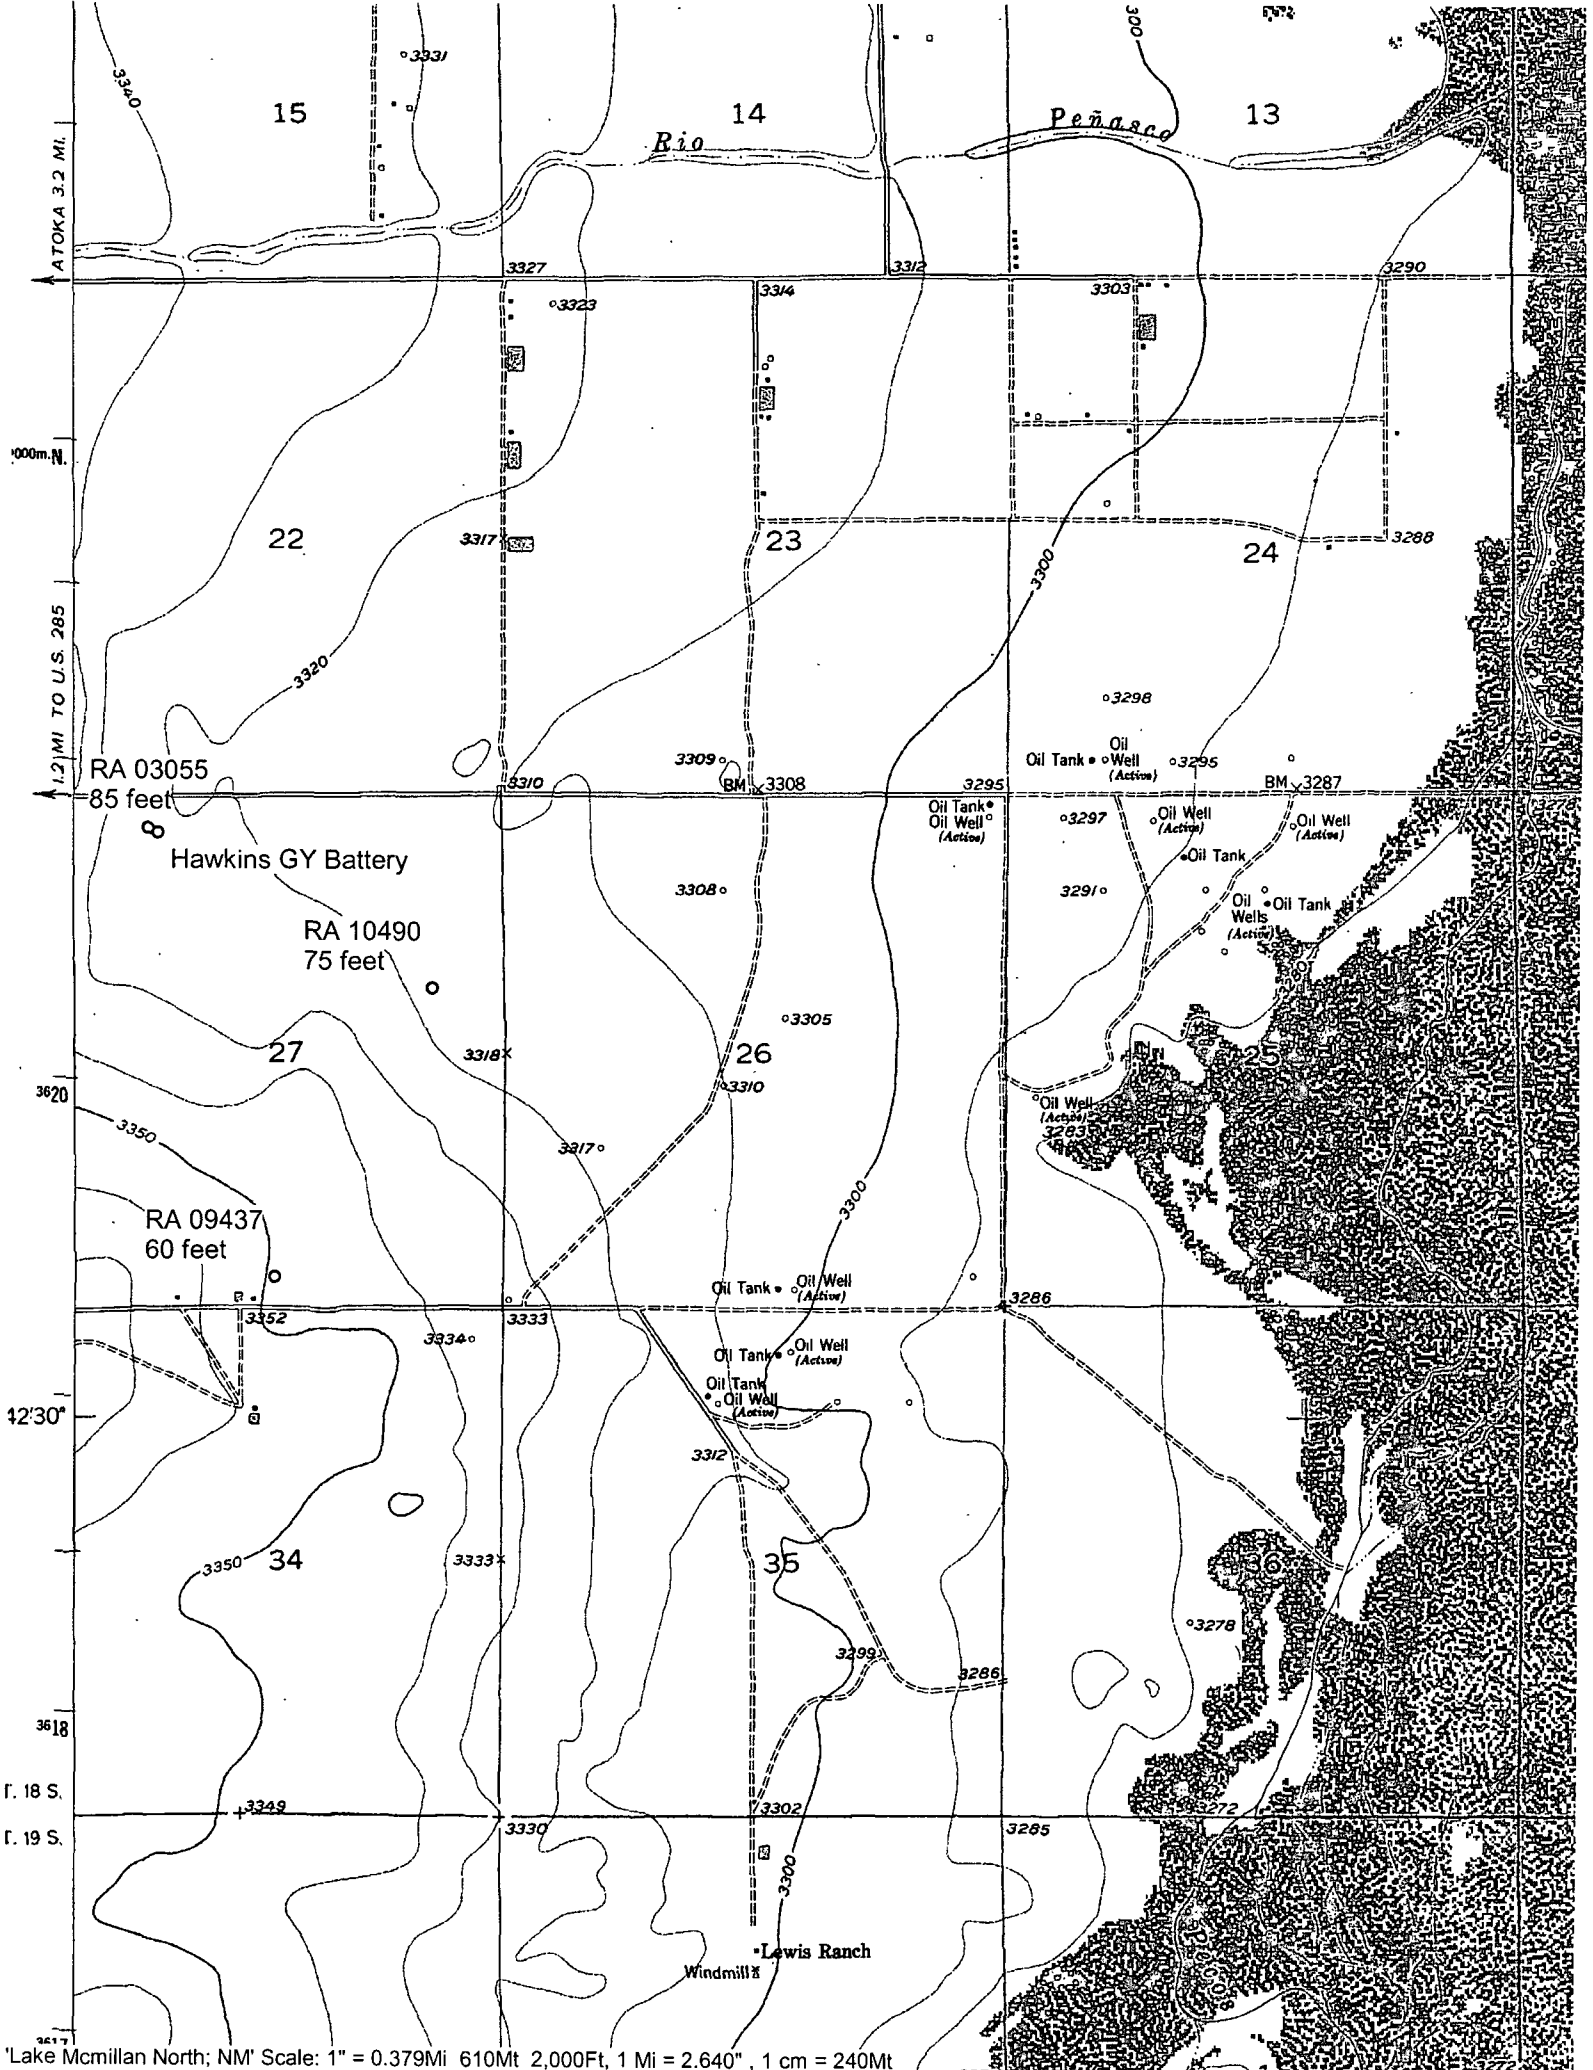 300
3331
3340
15
14
13
Rio
Peñasco
ATOKA 3.2 MI.
3327
3312
3290
3314
3303
3323
000m.N.
22
3317
23
24
3288
3300
1.2 MI TO U.S. 285
3320
3298
3309
Oil Tank
Oil
Well
(Active)
3295
RA 03055
85 feet
3310
BM
3308
3295
BM
3287
Oil Tank
Oil Well
(Active)
3297
Oil Well
(Active)
Oil Well
(Active)
Hawkins GY Battery
Oil Tank
3308
3291
Oil
Wells
(Active)
Oil Tank
RA 10490
75 feet
3305
27
3318
26
25
3310
3620
Oil Well
(Active)
3283
3350
3317
3300
RA 09437
60 feet
Oil Tank
Oil Well
(Active)
3286
3352
3333
3334
Oil Tank
Oil Well
(Active)
Oil Tank
Oil Well
(Active)
12'30"
3312
3350
34
3333
35
36
3278
3299
3286
3618
T. 18 S.
3349
3302
3272
T. 19 S.
3330
3285
3300
Lewis Ranch
Windmill
3617
'Lake Mcmillan North; NM' Scale: 1" = 0.379Mi 610Mt 2,000Ft, 1 Mi = 2.640" , 1 cm = 240Mt